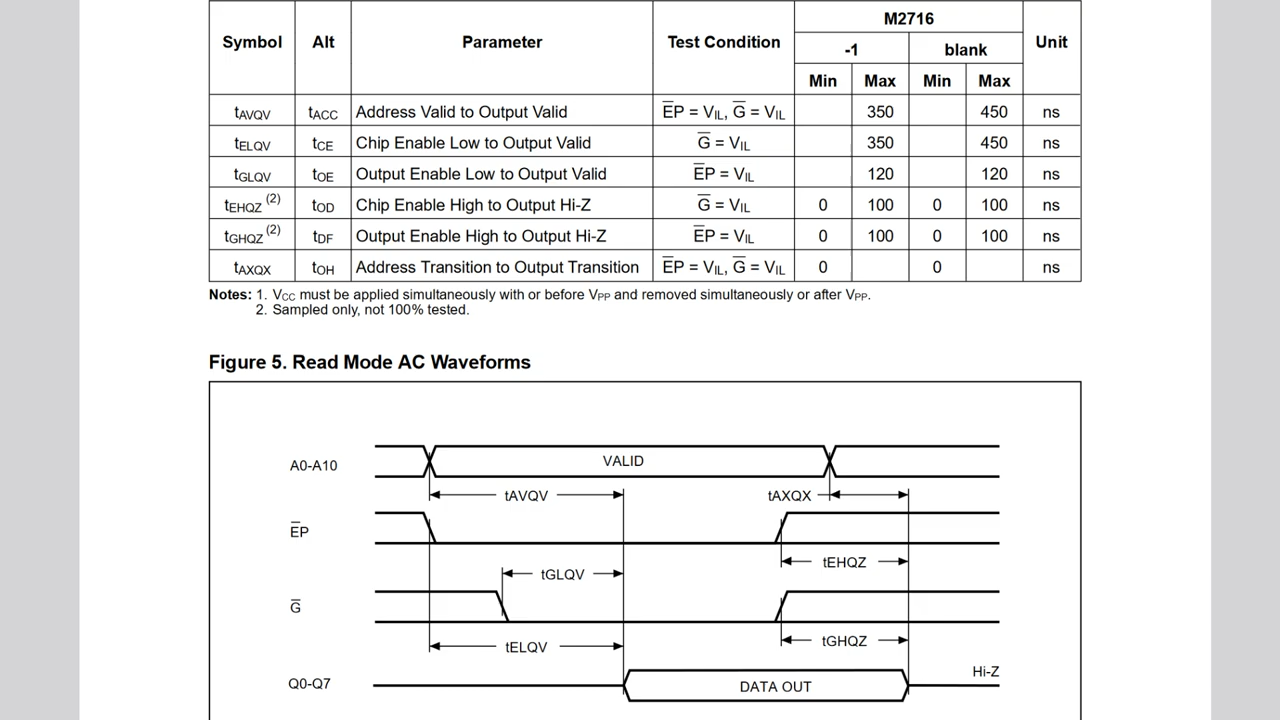 M2716
Symbol Alt Parameter Test Condition -1 blank Unit
Min Max Min Max
tAVQV tACC Address Valid to Output Valid E̅P = VIL, G̅ = VIL 350 450 ns
tELQV tCE Chip Enable Low to Output Valid G̅ = VIL 350 450 ns
tGLQV tOE Output Enable Low to Output Valid E̅P = VIL 120 120 ns
tEHQZ (2) tOD Chip Enable High to Output Hi-Z G̅ = VIL 0 100 0 100 ns
tGHQZ (2) tDF Output Enable High to Output Hi-Z E̅P = VIL 0 100 0 100 ns
tAXQX tOH Address Transition to Output Transition E̅P = VIL, G̅ = VIL 0 0 ns
Notes: 1. VCC must be applied simultaneously with or before VPP and removed simultaneously or after VPP.
2. Sampled only, not 100% tested.
Figure 5. Read Mode AC Waveforms
A0-A10 VALID
tAVQV tAXQX
E̅P
tEHQZ
tGLQV
G̅
tGHQZ
tELQV
Hi-Z
Q0-Q7 DATA OUT